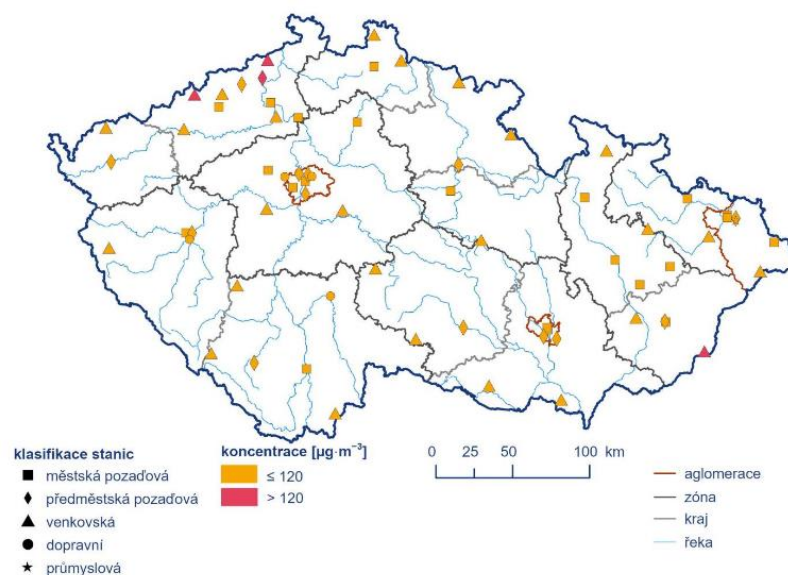 klasifikace stanic
městská pozaďová
předměstská pozaďová
venkovská
dopravní
průmyslová
koncentrace [µg·m⁻³]
≤ 120
> 120
0 25 50 100 km
aglomerace
zóna
kraj
řeka